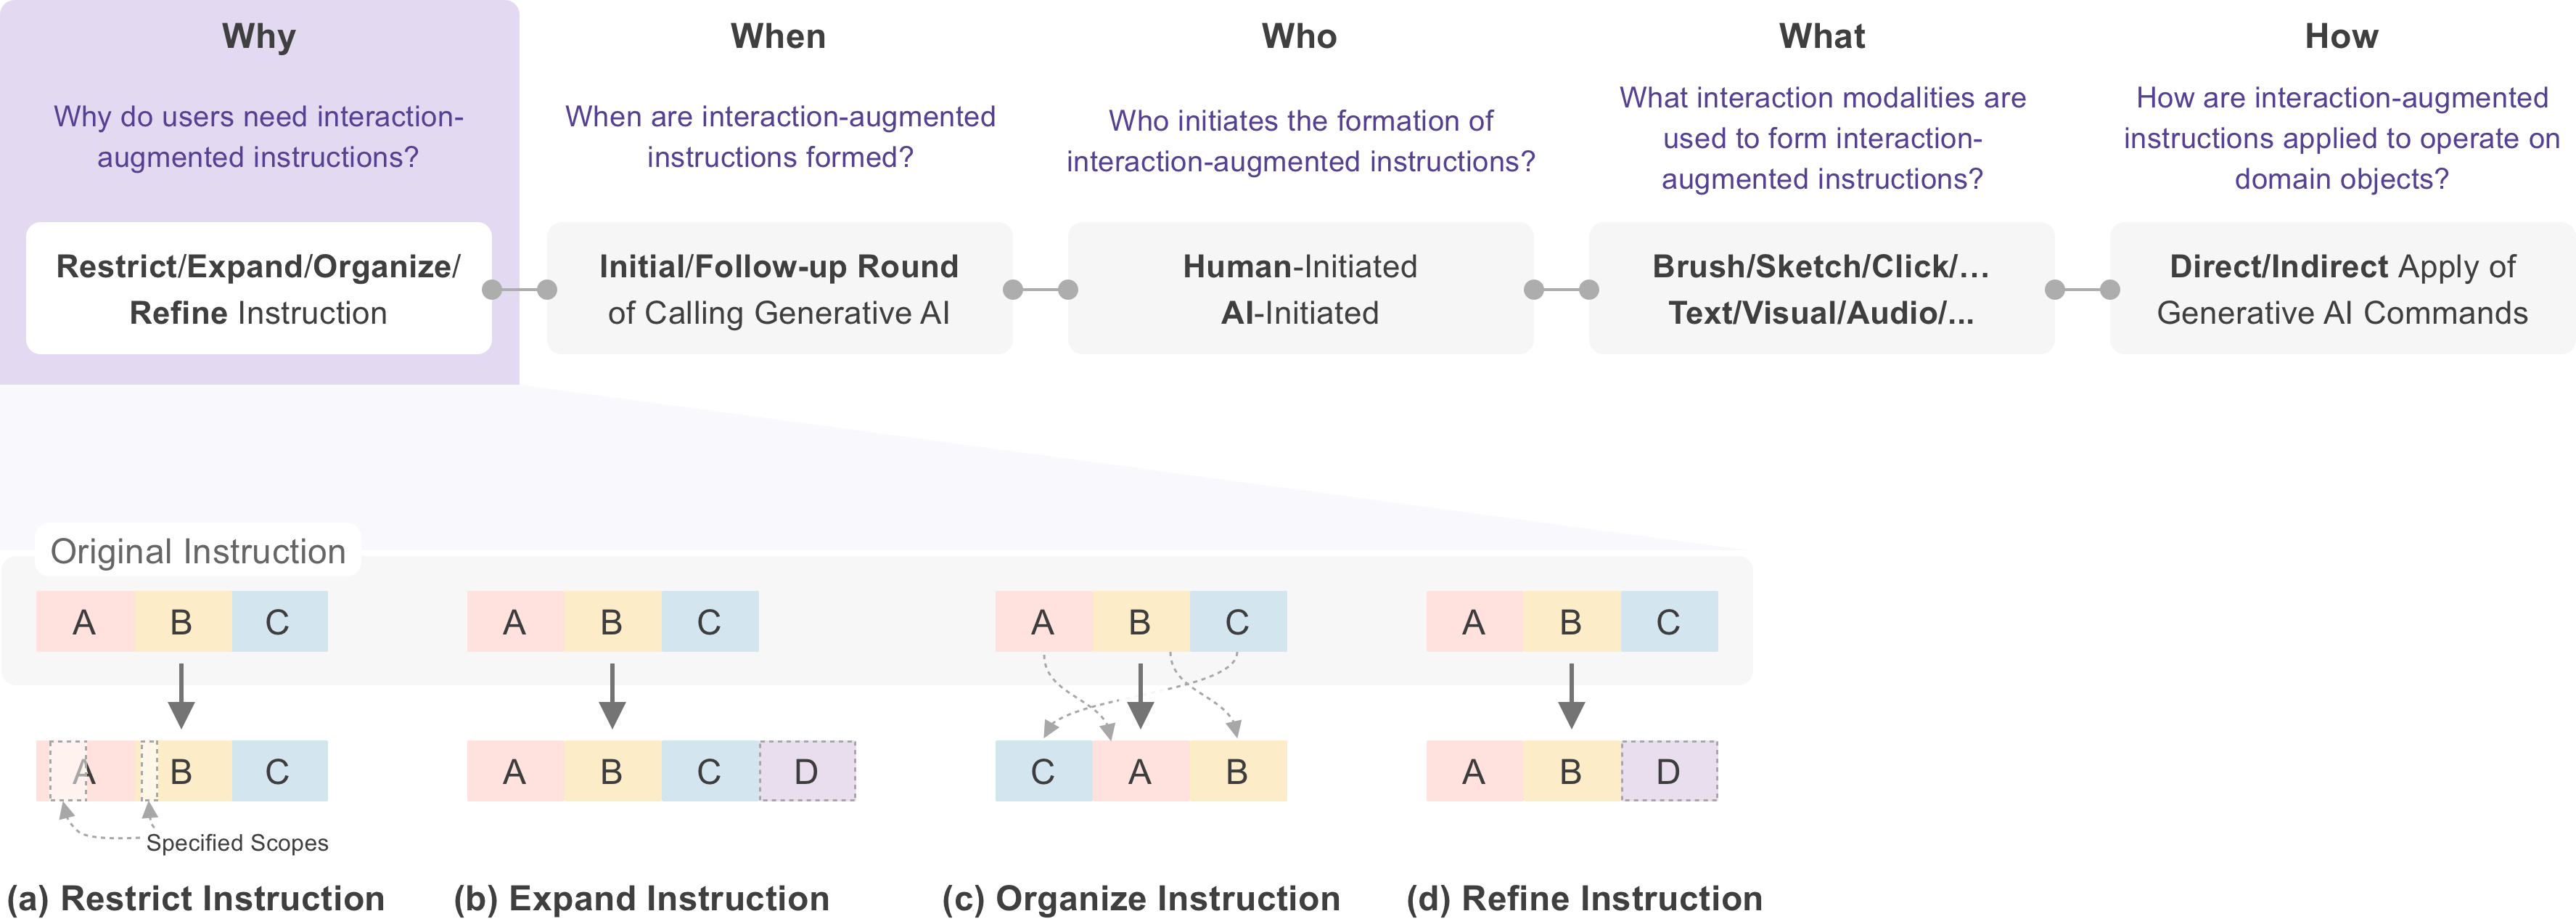 Why
Why do users need interaction-
augmented instructions?
Restrict/Expand/Organize/
Refine Instruction
When
When are interaction-augmented
instructions formed?
Initial/Follow-up Round
of Calling Generative AI
Who
Who initiates the formation of
interaction-augmented instructions?
Human-Initiated
AI-Initiated
What
What interaction modalities are
used to form interaction-
augmented instructions?
Brush/Sketch/Click/…
Text/Visual/Audio/...
How
How are interaction-augmented
instructions applied to operate on
domain objects?
Direct/Indirect Apply of
Generative AI Commands
Original Instruction
A B C
A B C
Specified Scopes
(a) Restrict Instruction
A B C
A B C D
(b) Expand Instruction
A B C
C A B
(c) Organize Instruction
A B C
A B D
(d) Refine Instruction